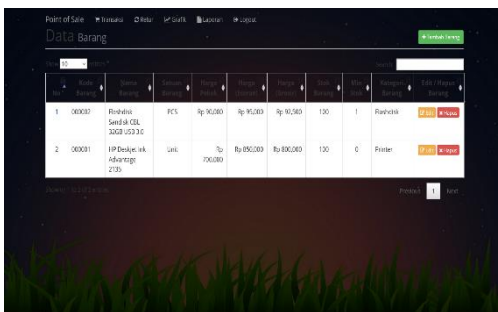 Point of Sale Transaksi Retur Grafik Laporan Logout
Data Barang
+ Tambah Barang
Show 10 entries
Search:
No Kode Barang Nama Barang Satuan Barang Harga Pokok Harga Harga Stok Barang Min Stok Kategori Barang Edit / Hapus Barang
1 000002 Flashdisk Sandisk CBL 32GB USB 3.0 PCS Rp 90,000 Rp 95,000 Rp 92,500 100 1 Flashdisk Edit Hapus
2 000001 HP Deskjet Ink Advantage 2135 Unit Rp 700,000 Rp 850,000 Rp 800,000 100 0 Printer Edit Hapus
Previous 1 Next